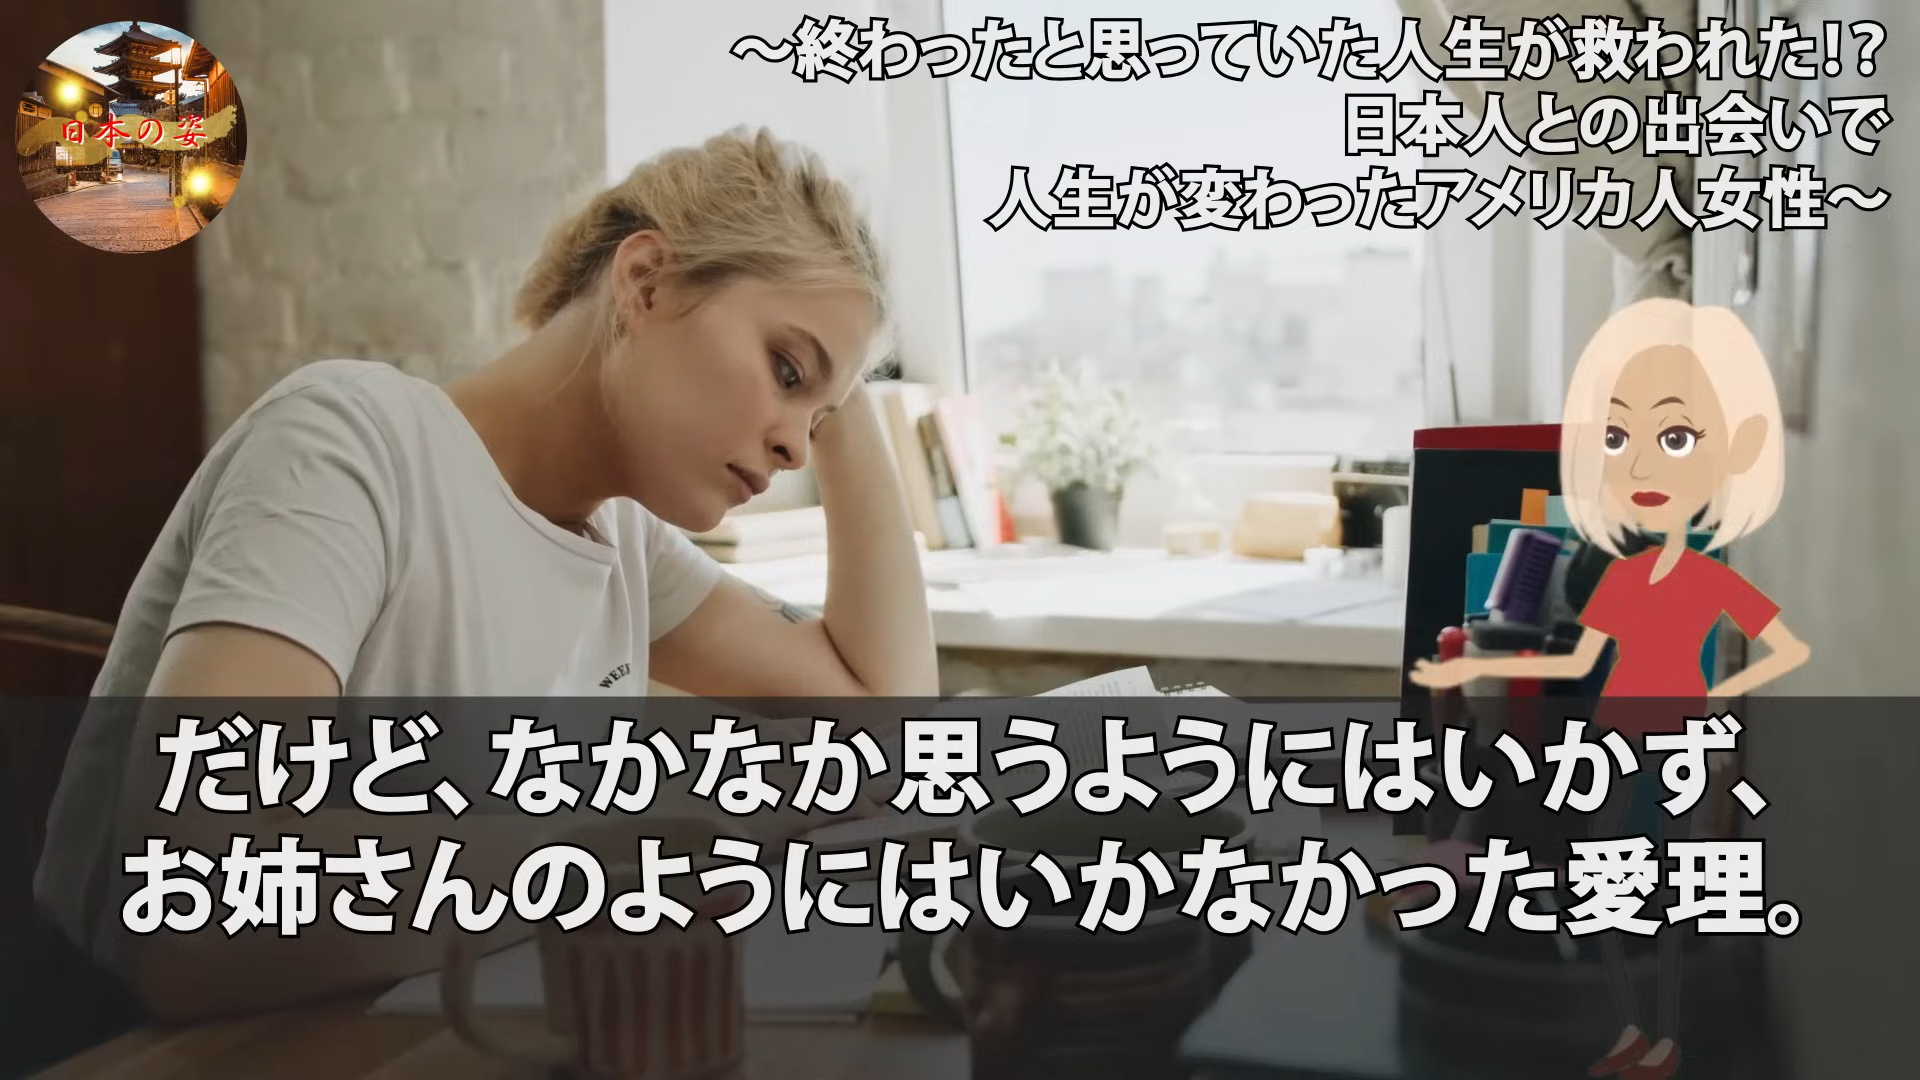 日本の姿
～終わったと思っていた人生が救われた!?
日本人との出会いで
人生が変わったアメリカ人女性～
WEEK
だけど、なかなか思うようにはいかず、
お姉さんのようにはいかなかった愛理。